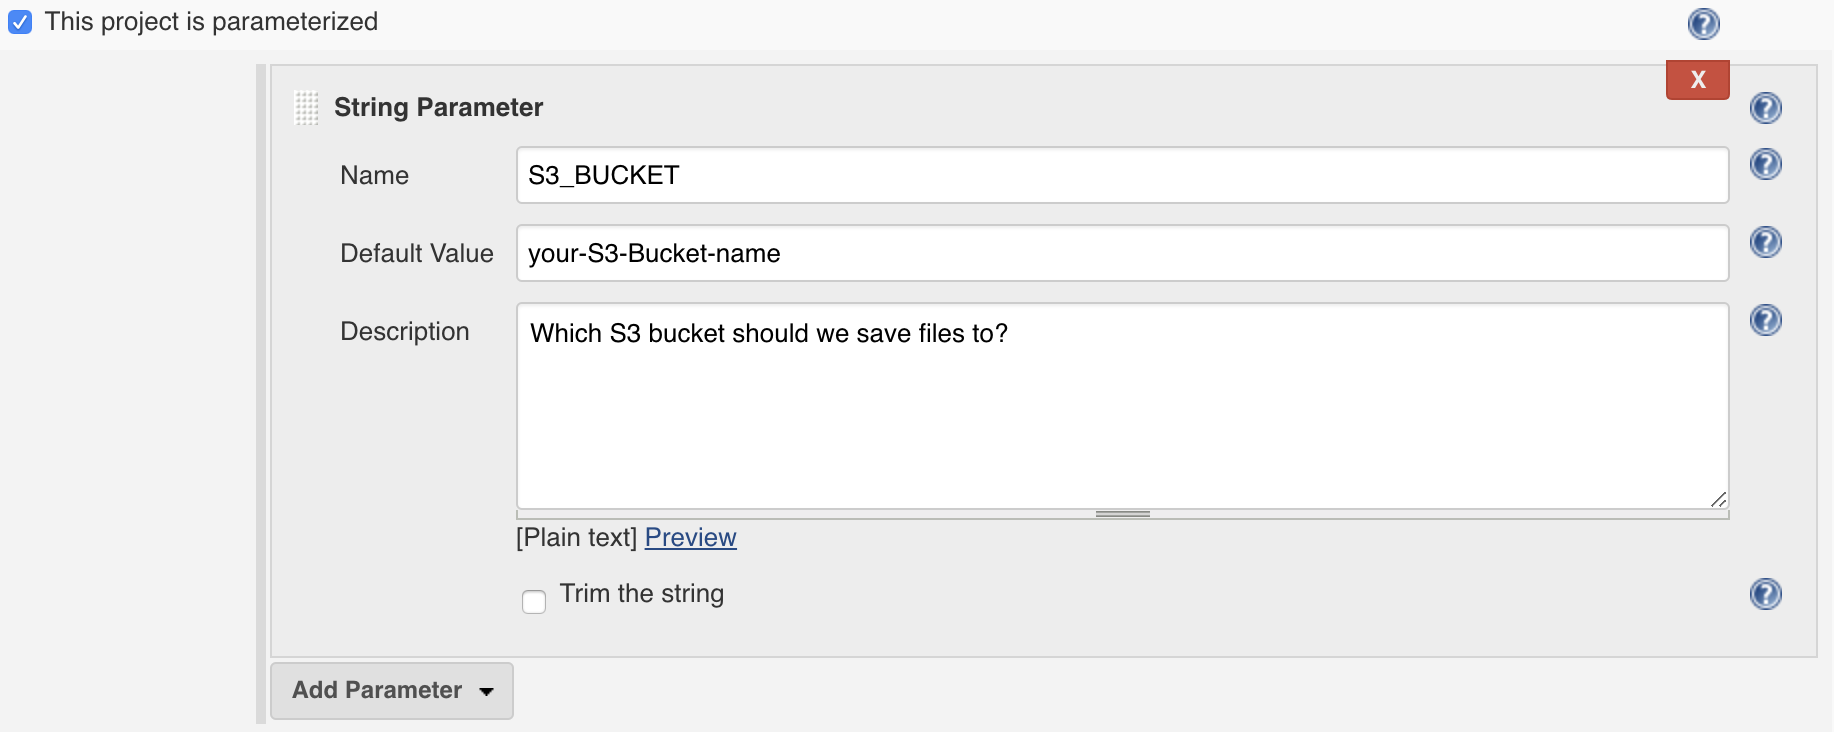 This project is parameterized
?
X
String Parameter
?
Name
S3_BUCKET
?
Default Value
your-S3-Bucket-name
?
Description
Which S3 bucket should we save files to?
?
[Plain text] Preview
Trim the string
?
Add Parameter